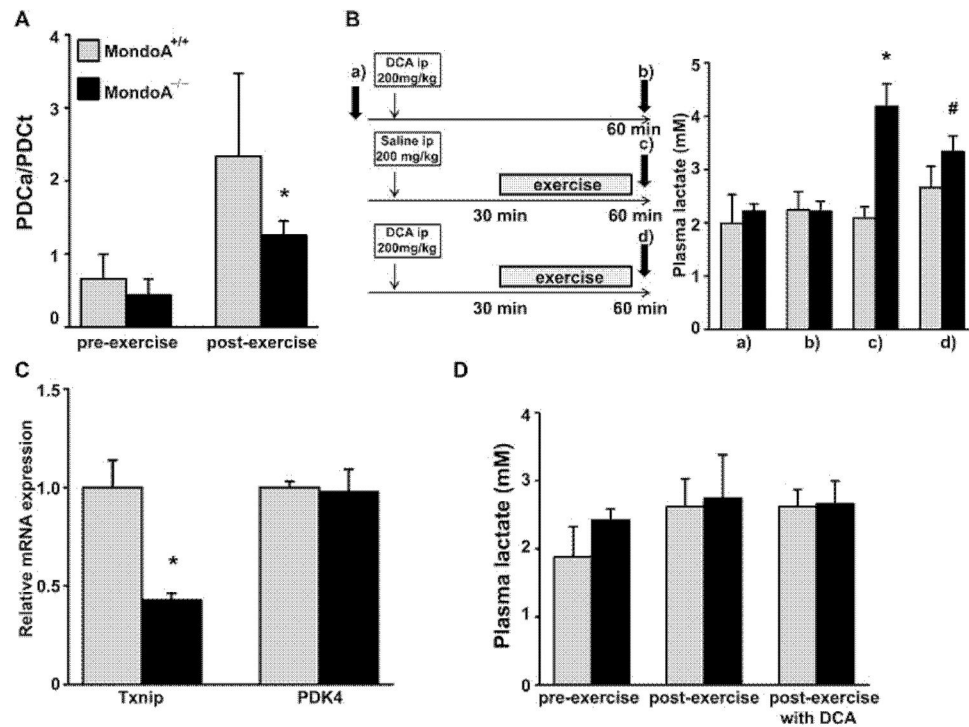 A
MondoA+/+
MondoA-/-
PDCa/PDCt
4
3
2
1
0
*
pre-exercise
post-exercise
B
a)
DCA ip
200mg/kg
b)
60 min
Saline ip
200 mg/kg
c)
exercise
30 min
60 min
DCA ip
200mg/kg
d)
exercise
30 min
60 min
Plasma lactate (mM)
5
4
3
2
1
0
*
#
a)
b)
c)
d)
C
Relative mRNA expression
1.5
1.0
0.5
0
*
Txnip
PDK4
D
Plasma lactate (mM)
4
3
2
1
0
pre-exercise
post-exercise
post-exercise
with DCA